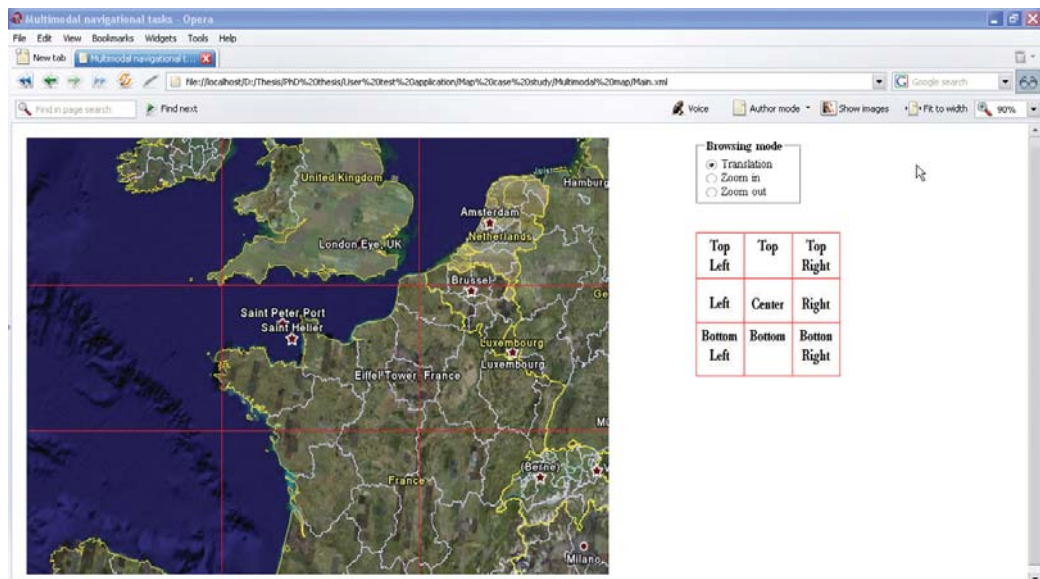 Multimodal navigational tasks - Opera
File Edit View Bookmarks Widgets Tools Help
New tab Multimodal navigational t...
file://localhost/D:/Thesis/PhD%20thesis/User%20test%20application/Map%20case%20study/Multimodal%20map/Main.xml Google search
Find in page search Find next Voice Author mode Show images Fit to width 90%
Browsing mode
Translation
Zoom in
Zoom out
United Kingdom
Hamburg
Amsterdam
Netherlands
London Eye, UK
Brussel
Ge
Saint Peter Port
Saint Helier
Luxembourg
Luxembourg
Eiffel Tower, France
Mü
(Berne)
V
France
Milano
Top Left Top Top Right
Left Center Right
Bottom Left Bottom Botton Right